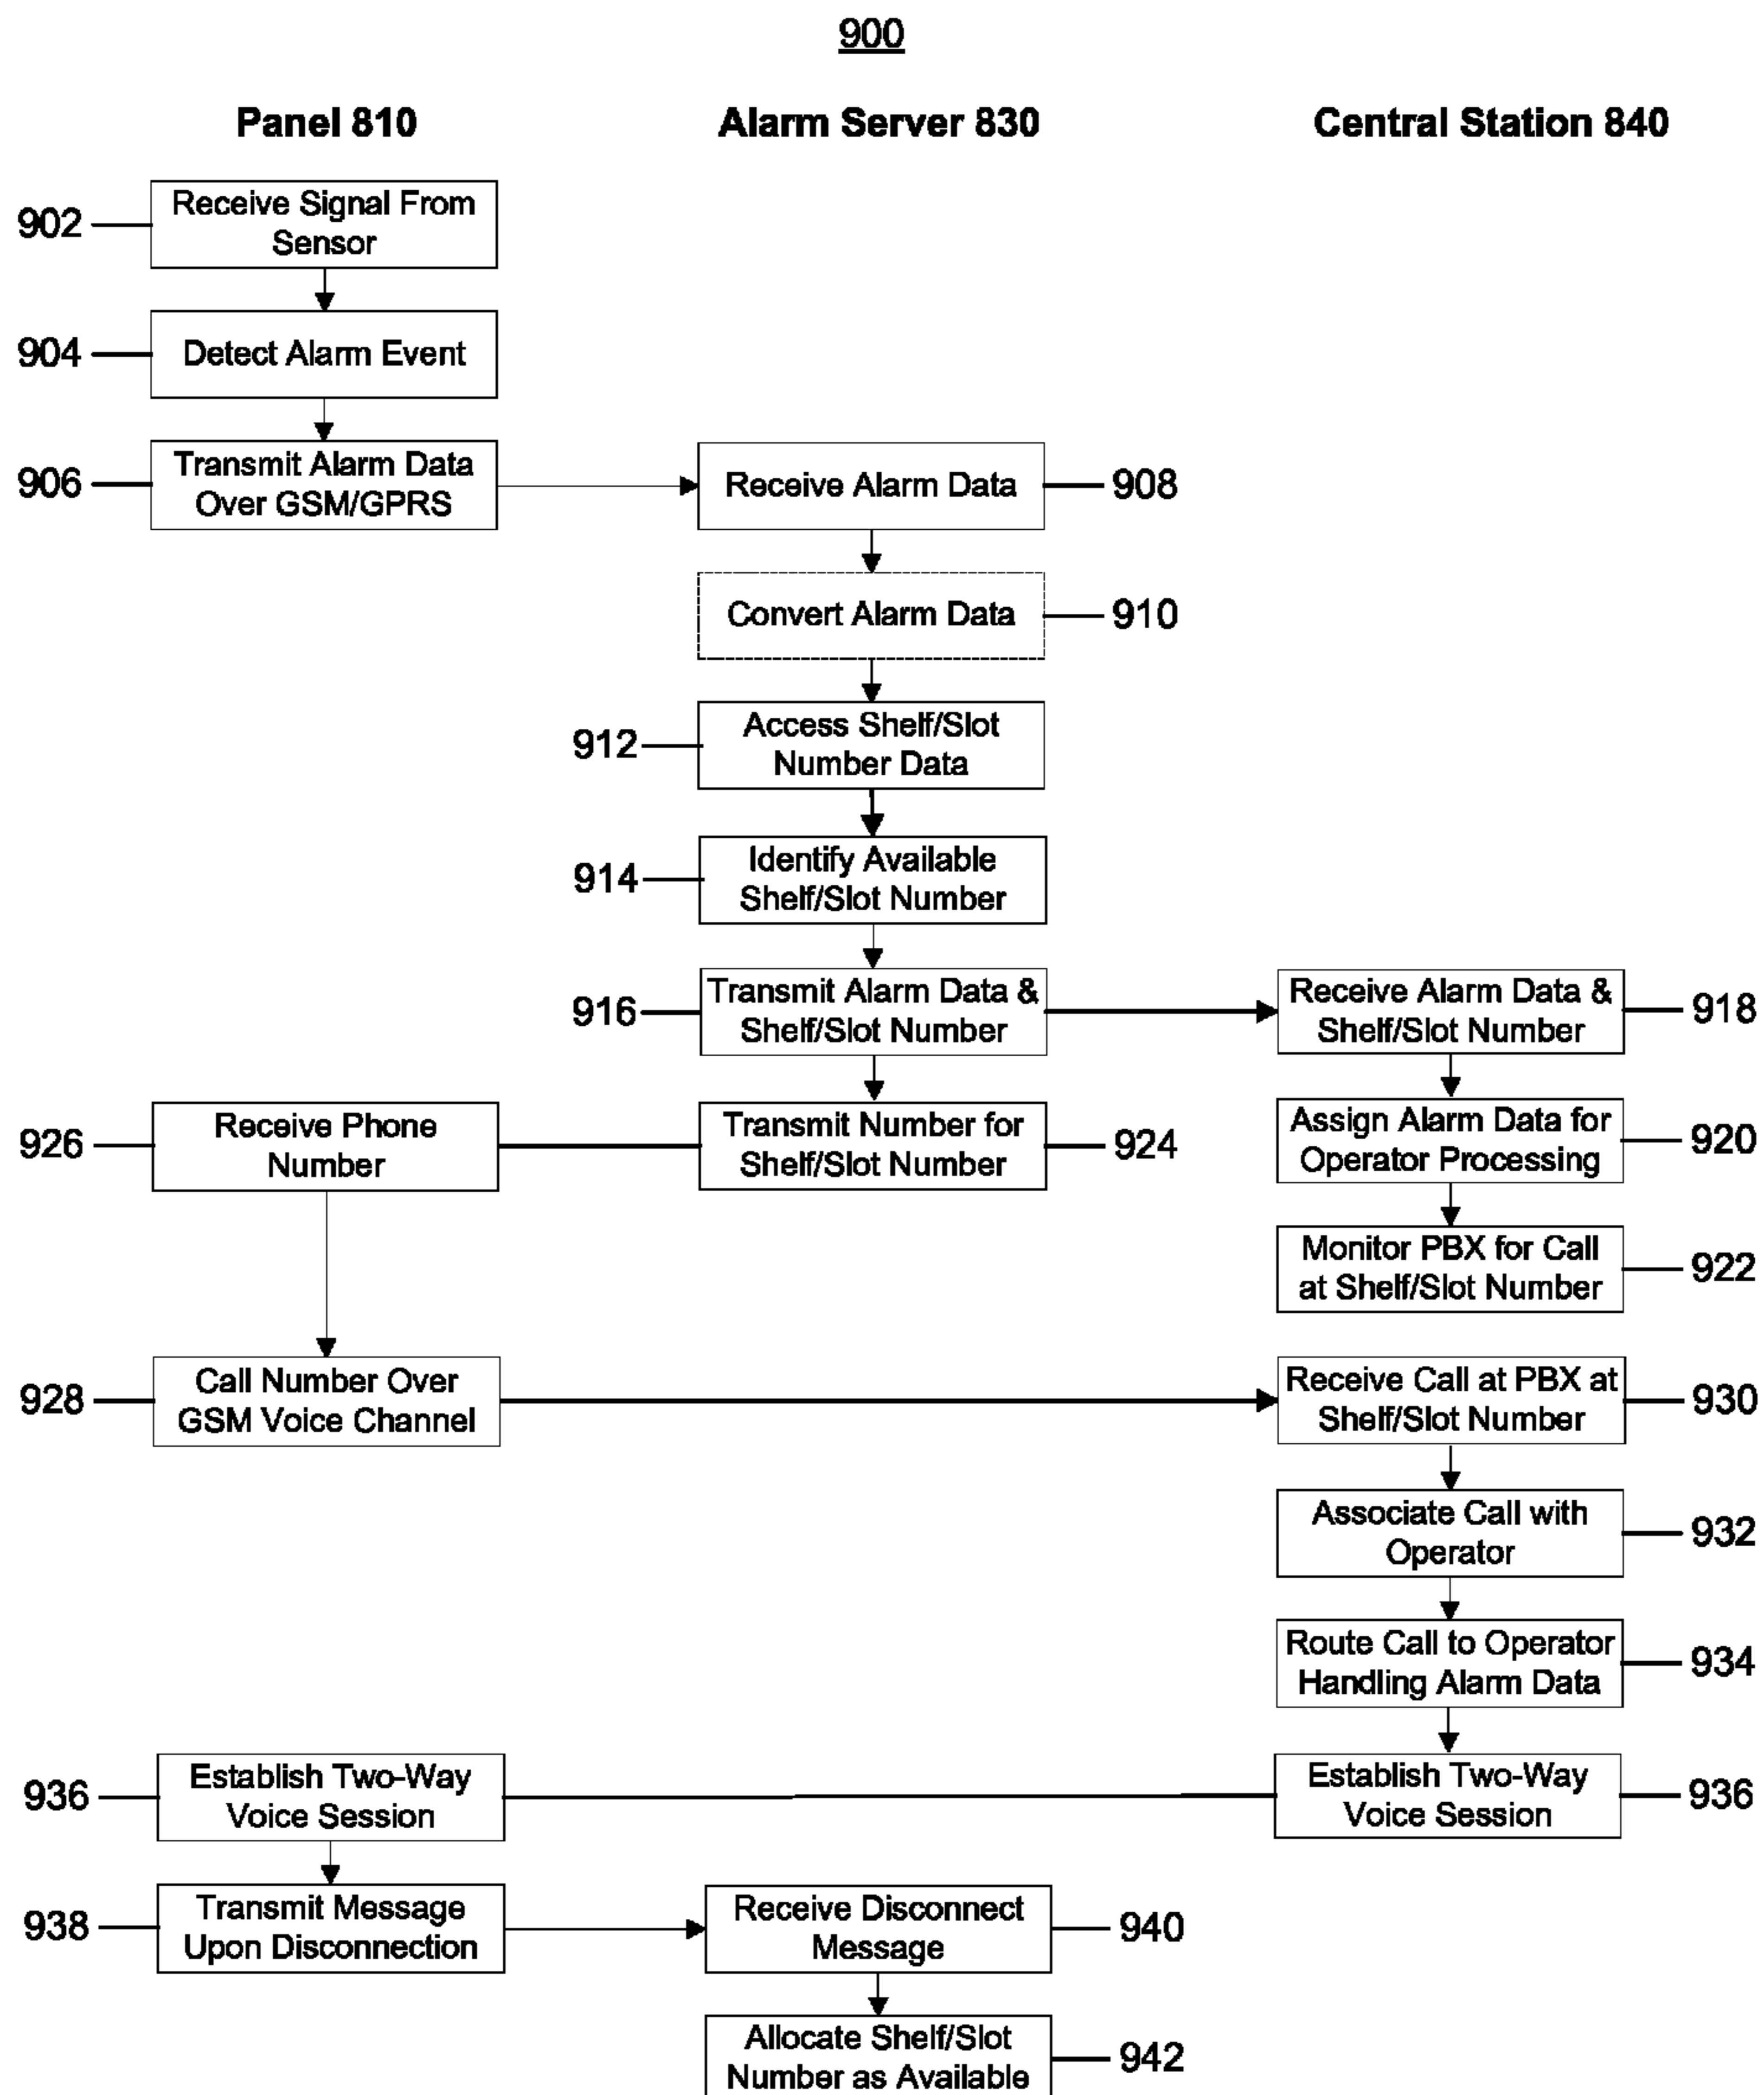 900
Panel 810
Alarm Server 830
Central Station 840
902
Receive Signal From
Sensor
904
Detect Alarm Event
906
Transmit Alarm Data
Over GSM/GPRS
Receive Alarm Data
908
Convert Alarm Data
910
912
Access Shelf/Slot
Number Data
914
Identify Available
Shelf/Slot Number
916
Transmit Alarm Data &
Shelf/Slot Number
Receive Alarm Data &
Shelf/Slot Number
918
926
Receive Phone
Number
Transmit Number for
Shelf/Slot Number
924
Assign Alarm Data for
Operator Processing
920
Monitor PBX for Call
at Shelf/Slot Number
922
928
Call Number Over
GSM Voice Channel
Receive Call at PBX at
Shelf/Slot Number
930
Associate Call with
Operator
932
Route Call to Operator
Handling Alarm Data
934
936
Establish Two-Way
Voice Session
Establish Two-Way
Voice Session
936
938
Transmit Message
Upon Disconnection
Receive Disconnect
Message
940
Allocate Shelf/Slot
Number as Available
942